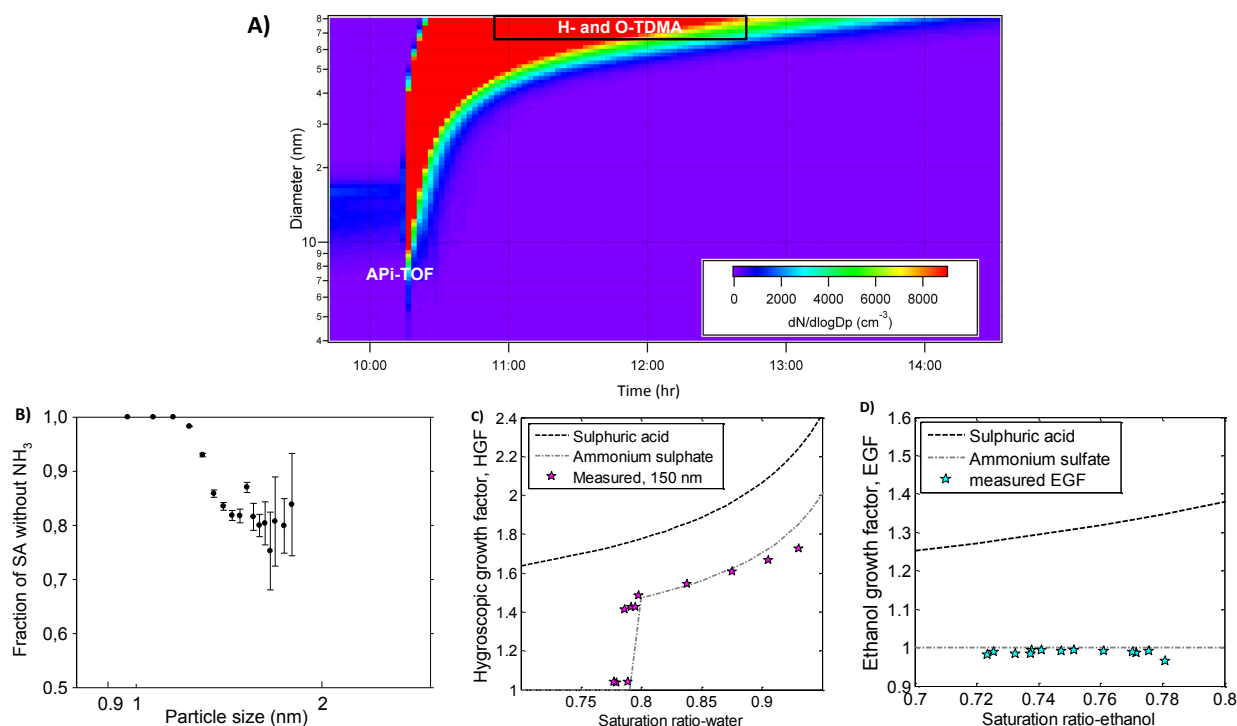 A)
8
7
6
5
4
3
2
10
9
8
7
6
5
4
Diameter (nm)
H- and O-TDMA
APi-TOF
0 2000 4000 6000 8000
dN/dlogDp (cm⁻³)
10:00 11:00 12:00 13:00 14:00
Time (hr)
B)
1,0
0,9
0,8
0,7
0,6
0.5
Fraction of SA without NH₃
0.9 1 2
Particle size (nm)
C)
2.4
2.2
2
1.8
1.6
1.4
1.2
1
Hygroscopic growth factor, HGF
Sulphuric acid
Ammonium sulphate
Measured, 150 nm
0.75 0.8 0.85 0.9
Saturation ratio-water
D)
1.6
1.5
1.4
1.3
1.2
1.1
1
0.9
Ethanol growth factor, EGF
Sulphuric acid
Ammonium sulfate
measured EGF
0.7 0.72 0.74 0.76 0.78 0.8
Saturation ratio-ethanol